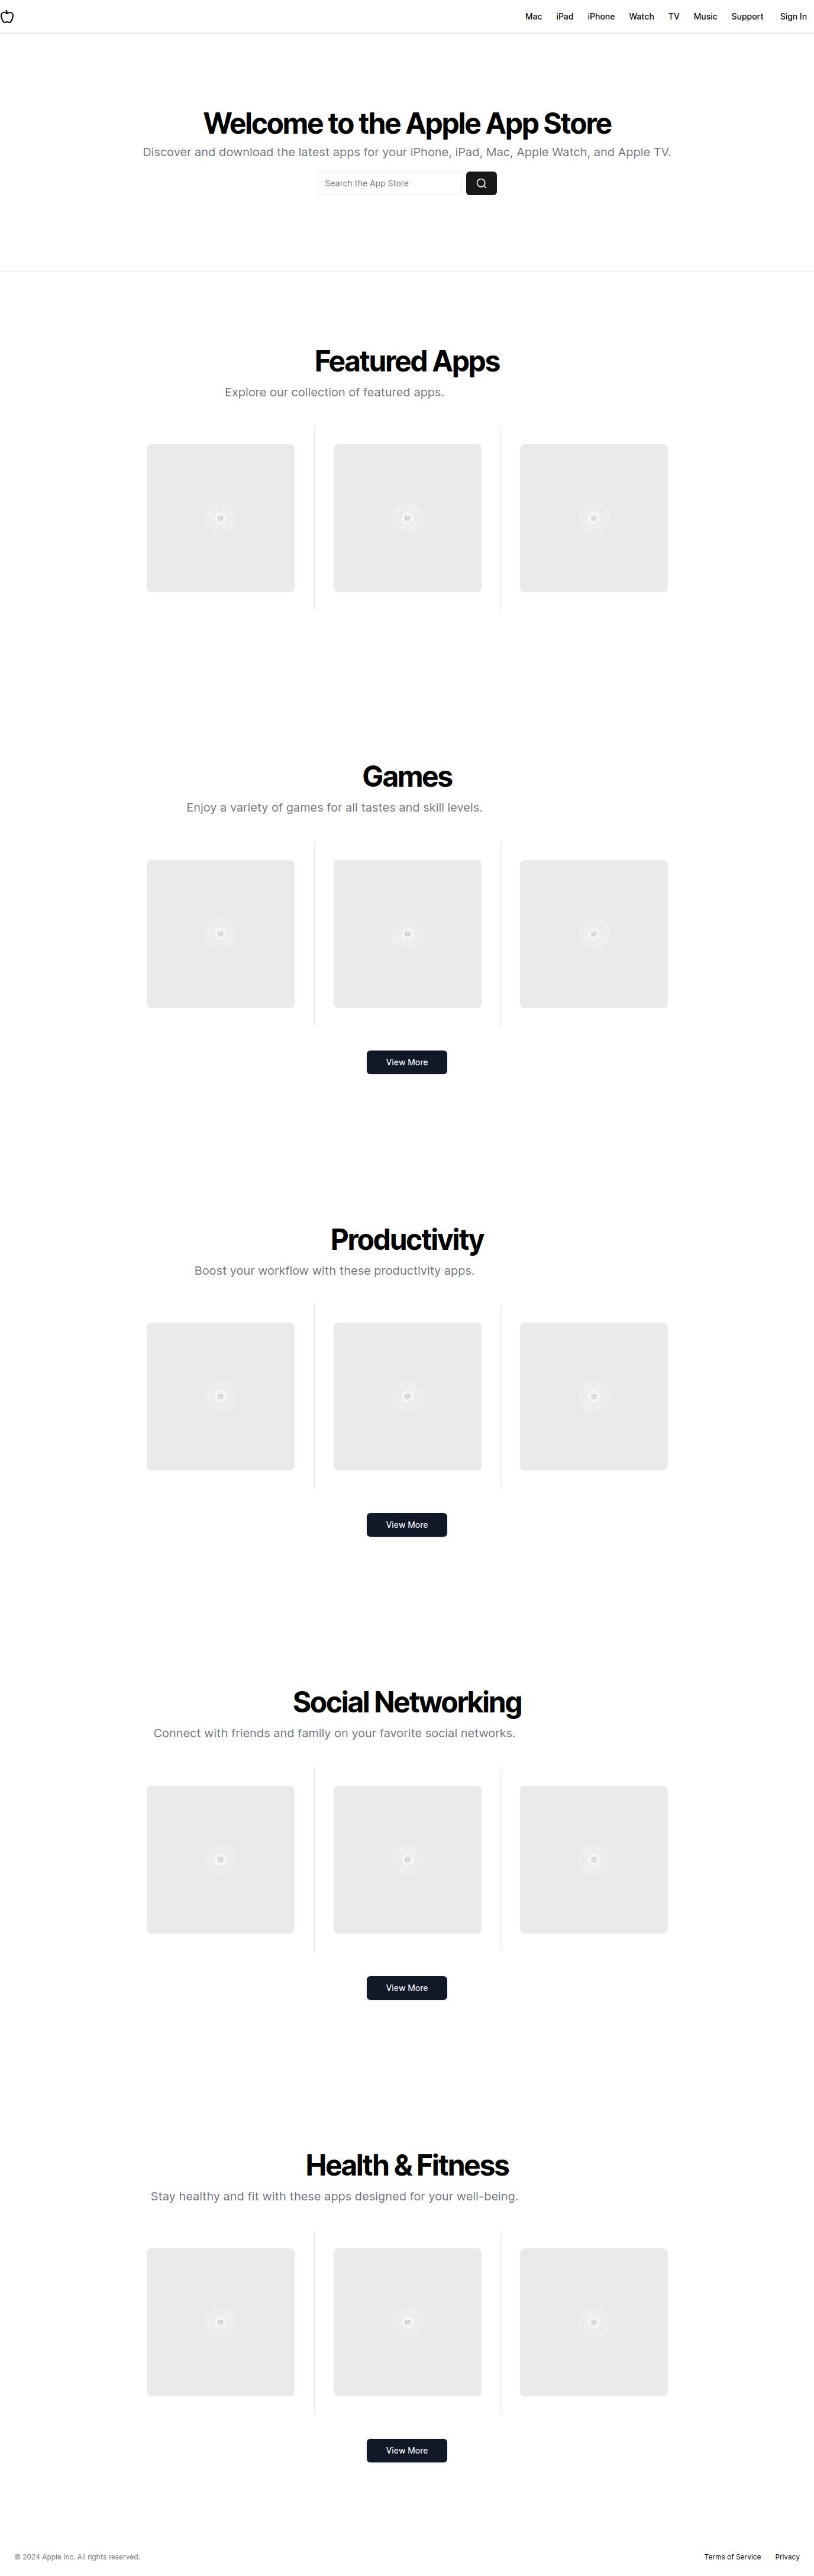 Mac iPad iPhone Watch TV Music Support Sign In
Welcome to the Apple App Store
Discover and download the latest apps for your iPhone, iPad, Mac, Apple Watch, and Apple TV.
Search the App Store
Featured Apps
Explore our collection of featured apps.
Games
Enjoy a variety of games for all tastes and skill levels.
View More
Productivity
Boost your workflow with these productivity apps.
View More
Social Networking
Connect with friends and family on your favorite social networks.
View More
Health & Fitness
Stay healthy and fit with these apps designed for your well-being.
View More
© 2024 Apple Inc. All rights reserved. Terms of Service Privacy